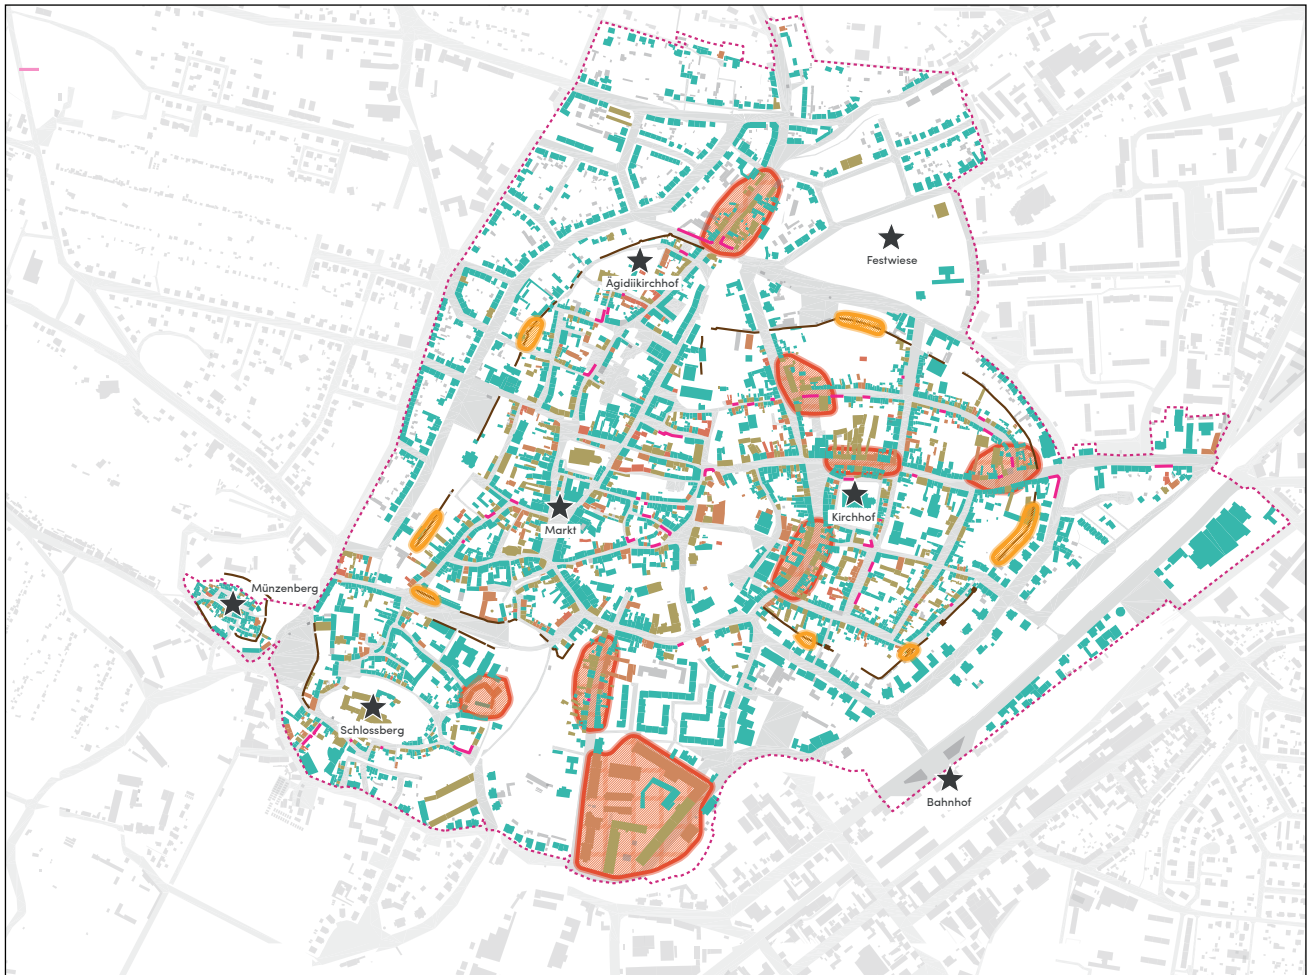 Festwiese
Ägidiikirchhof
Kirchhof
Markt
Münzenberg
Schlossberg
Bahnhof